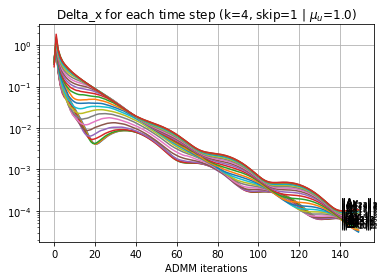 Delta_x for each time step (k=4, skip=1 | μ_u=1.0)
10⁰
10⁻¹
10⁻²
10⁻³
10⁻⁴
0 20 40 60 80 100 120 140
ADMM iterations